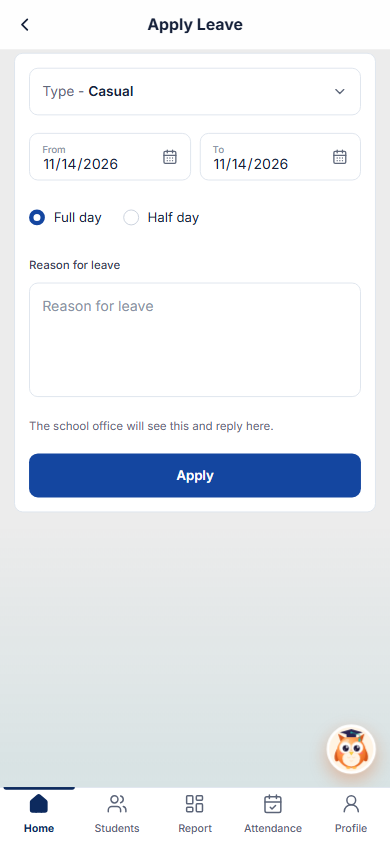 Apply Leave
Type - Casual
From
11/14/2026
To
11/14/2026
Full day
Half day
Reason for leave
Reason for leave
The school office will see this and reply here.
Apply
Home
Students
Report
Attendance
Profile